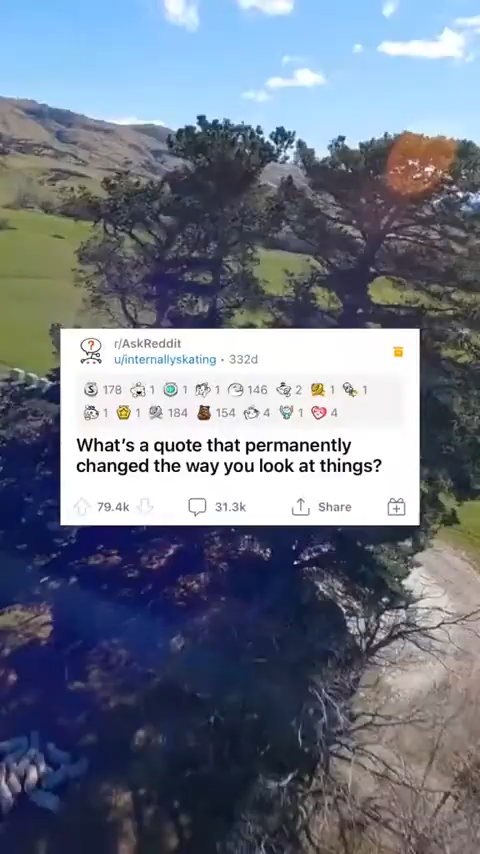 r/AskReddit
u/internallyskating · 332d
178 1 1 1 146 2 1 1
1 1 184 154 4 1 4
What's a quote that permanently
changed the way you look at things?
79.4k 31.3k Share